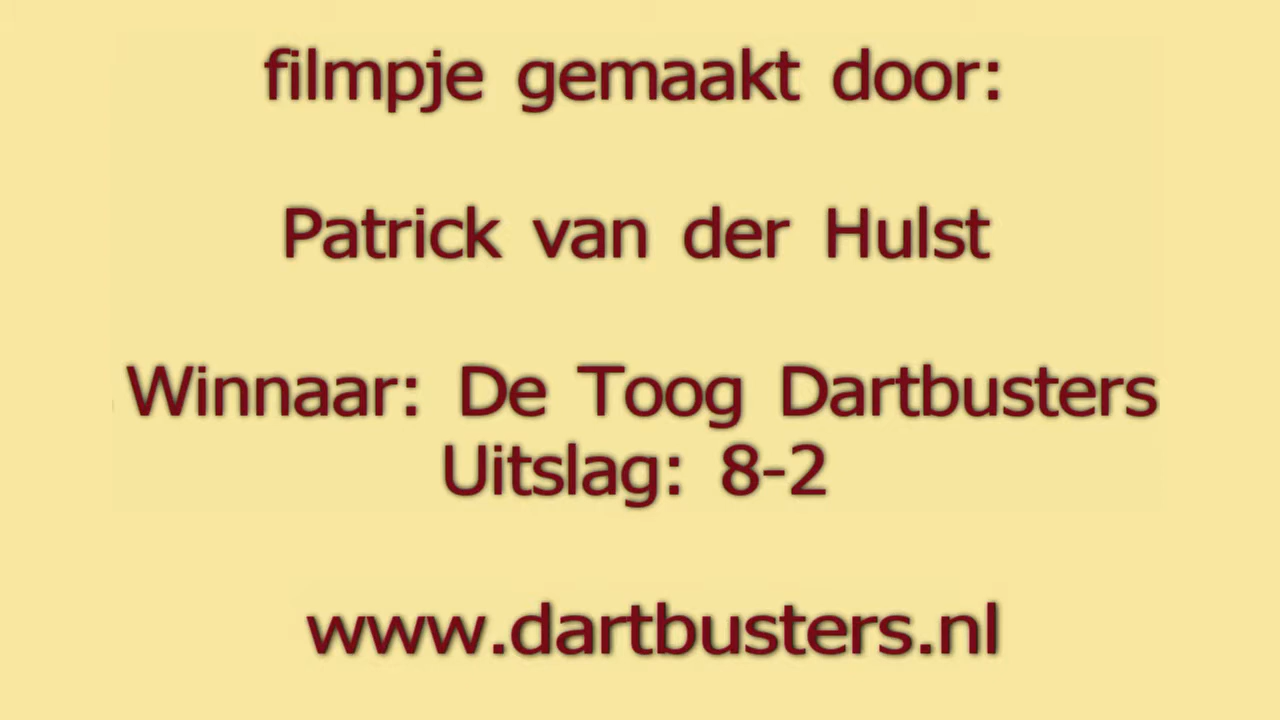 filmpje gemaakt door:
Patrick van der Hulst
Winnaar: De Toog Dartbusters
Uitslag: 8-2
www.dartbusters.nl